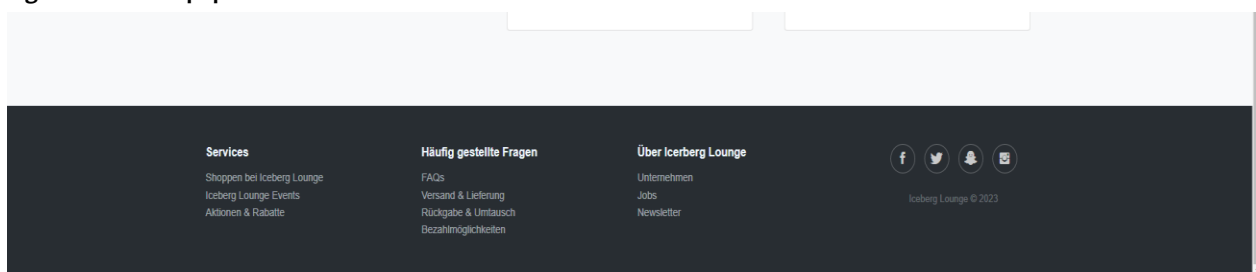 Services
Shoppen bei Iceberg Lounge
Iceberg Lounge Events
Aktionen & Rabatte
Häufig gestellte Fragen
FAQs
Versand & Lieferung
Rückgabe & Umtausch
Bezahlmöglichkeiten
Über Icerberg Lounge
Unternehmen
Jobs
Newsletter
Iceberg Lounge © 2023